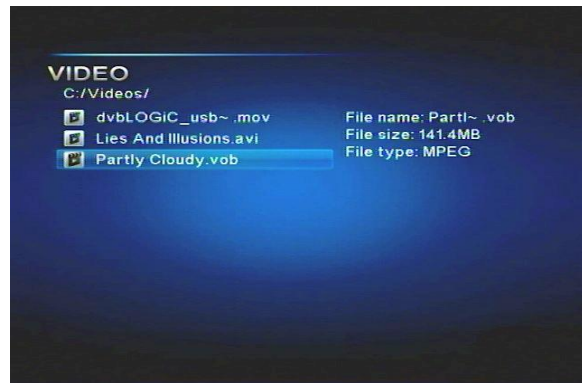 VIDEO
C:/Videos/
dvbLOGiC_usb~ .mov
Lies And Illusions.avi
Partly Cloudy.vob
File name: Partl~ .vob
File size: 141.4MB
File type: MPEG